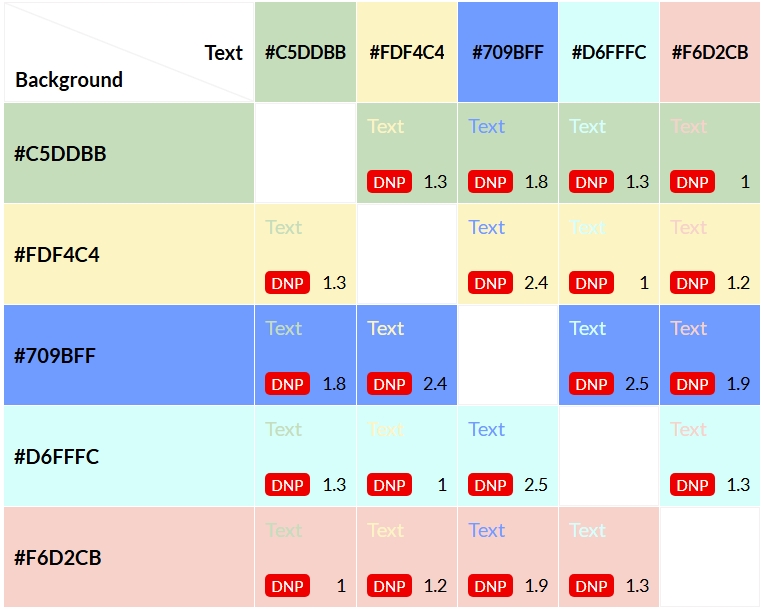 Text #C5DDBB #FDF4C4 #709BFF #D6FFFC #F6D2CB
Background
#C5DDBB Text Text Text Text
DNP 1.3 DNP 1.8 DNP 1.3 DNP 1
#FDF4C4 Text Text Text Text
DNP 1.3 DNP 2.4 DNP 1 DNP 1.2
#709BFF Text Text Text Text
DNP 1.8 DNP 2.4 DNP 2.5 DNP 1.9
#D6FFFC Text Text Text Text
DNP 1.3 DNP 1 DNP 2.5 DNP 1.3
#F6D2CB Text Text Text Text
DNP 1 DNP 1.2 DNP 1.9 DNP 1.3